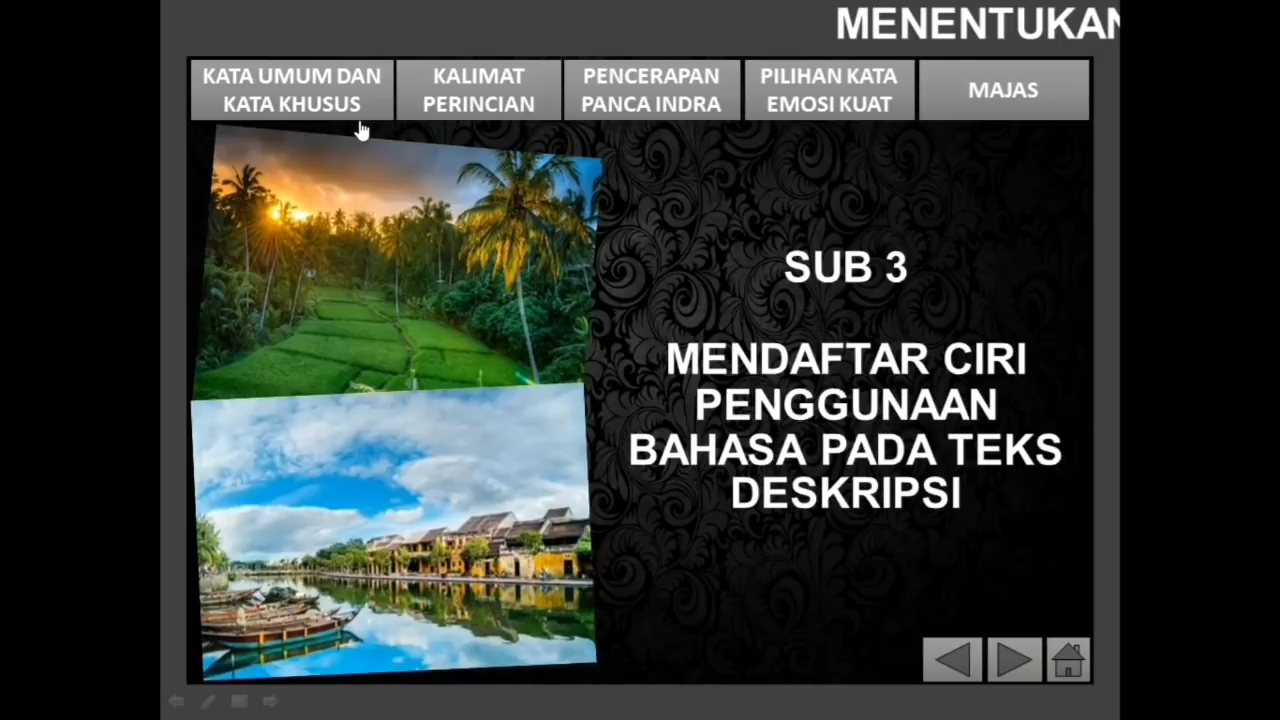 MENENTUKAN
KATA UMUM DAN
KATA KHUSUS
KALIMAT
PERINCIAN
PENCERAPAN
PANCA INDRA
PILIHAN KATA
EMOSI KUAT
MAJAS
SUB 3
MENDAFTAR CIRI
PENGGUNAAN
BAHASA PADA TEKS
DESKRIPSI